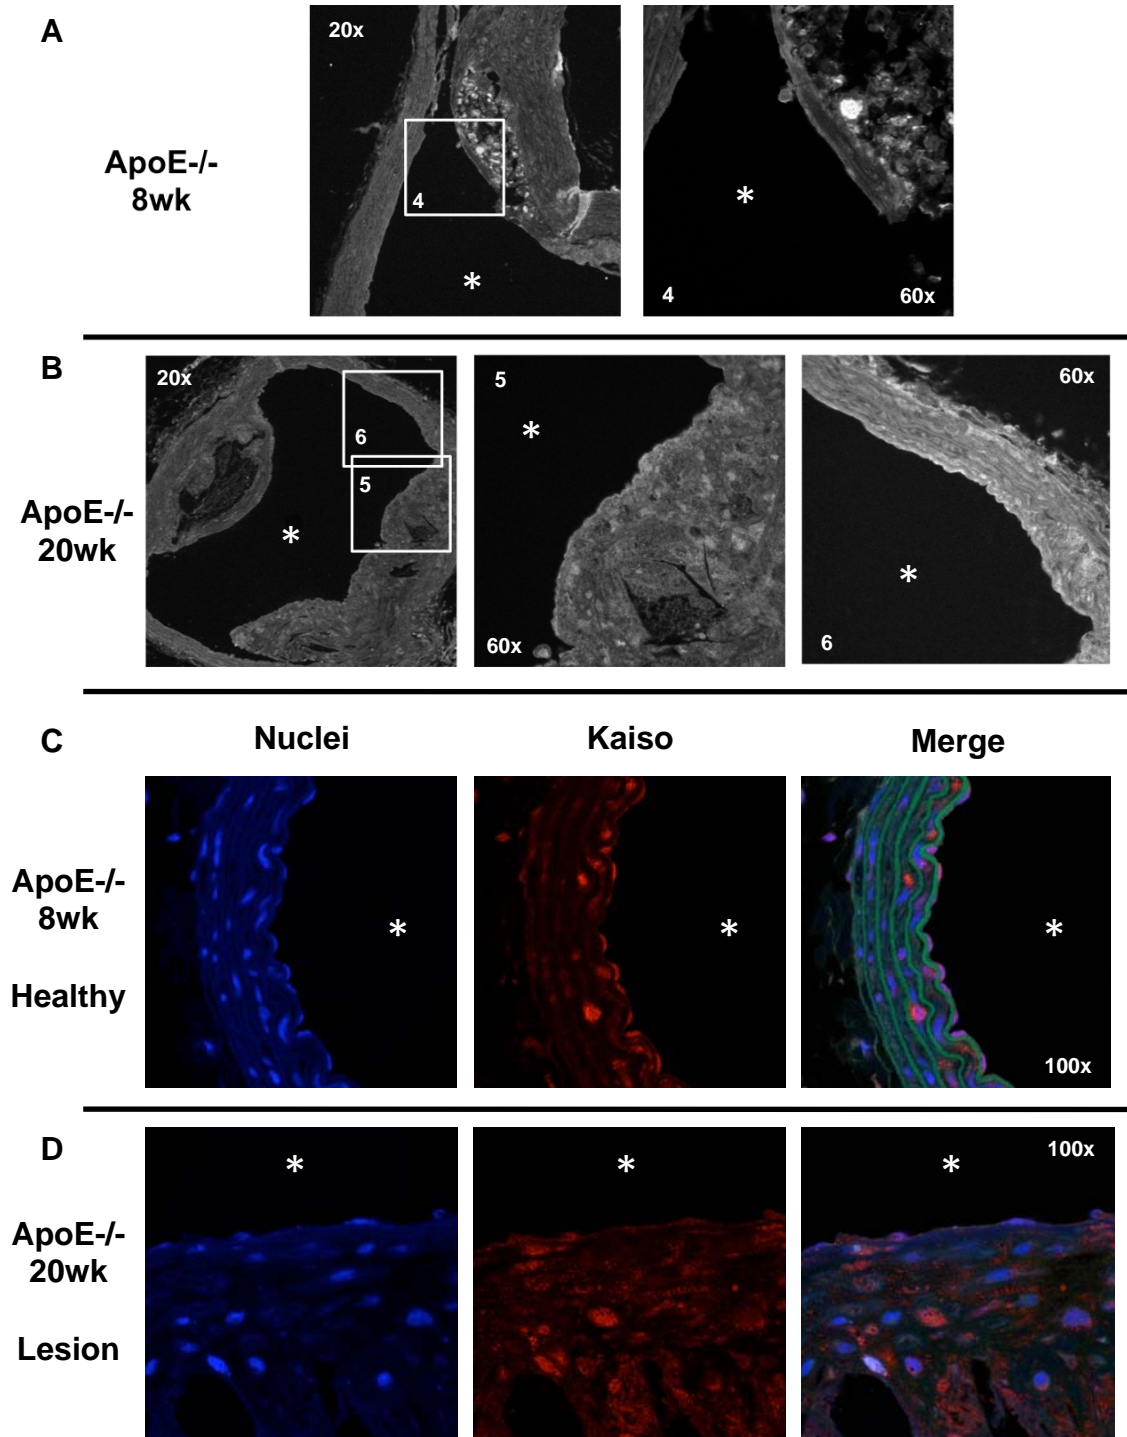 A
ApoE-/-
8wk
20x
4
*
*
4
60x
B
ApoE-/-
20wk
20x
6
5
*
5
*
60x
60x
*
6
C
Nuclei
Kaiso
Merge
ApoE-/-
8wk
Healthy
*
*
*
100x
D
ApoE-/-
20wk
Lesion
*
*
*
100x